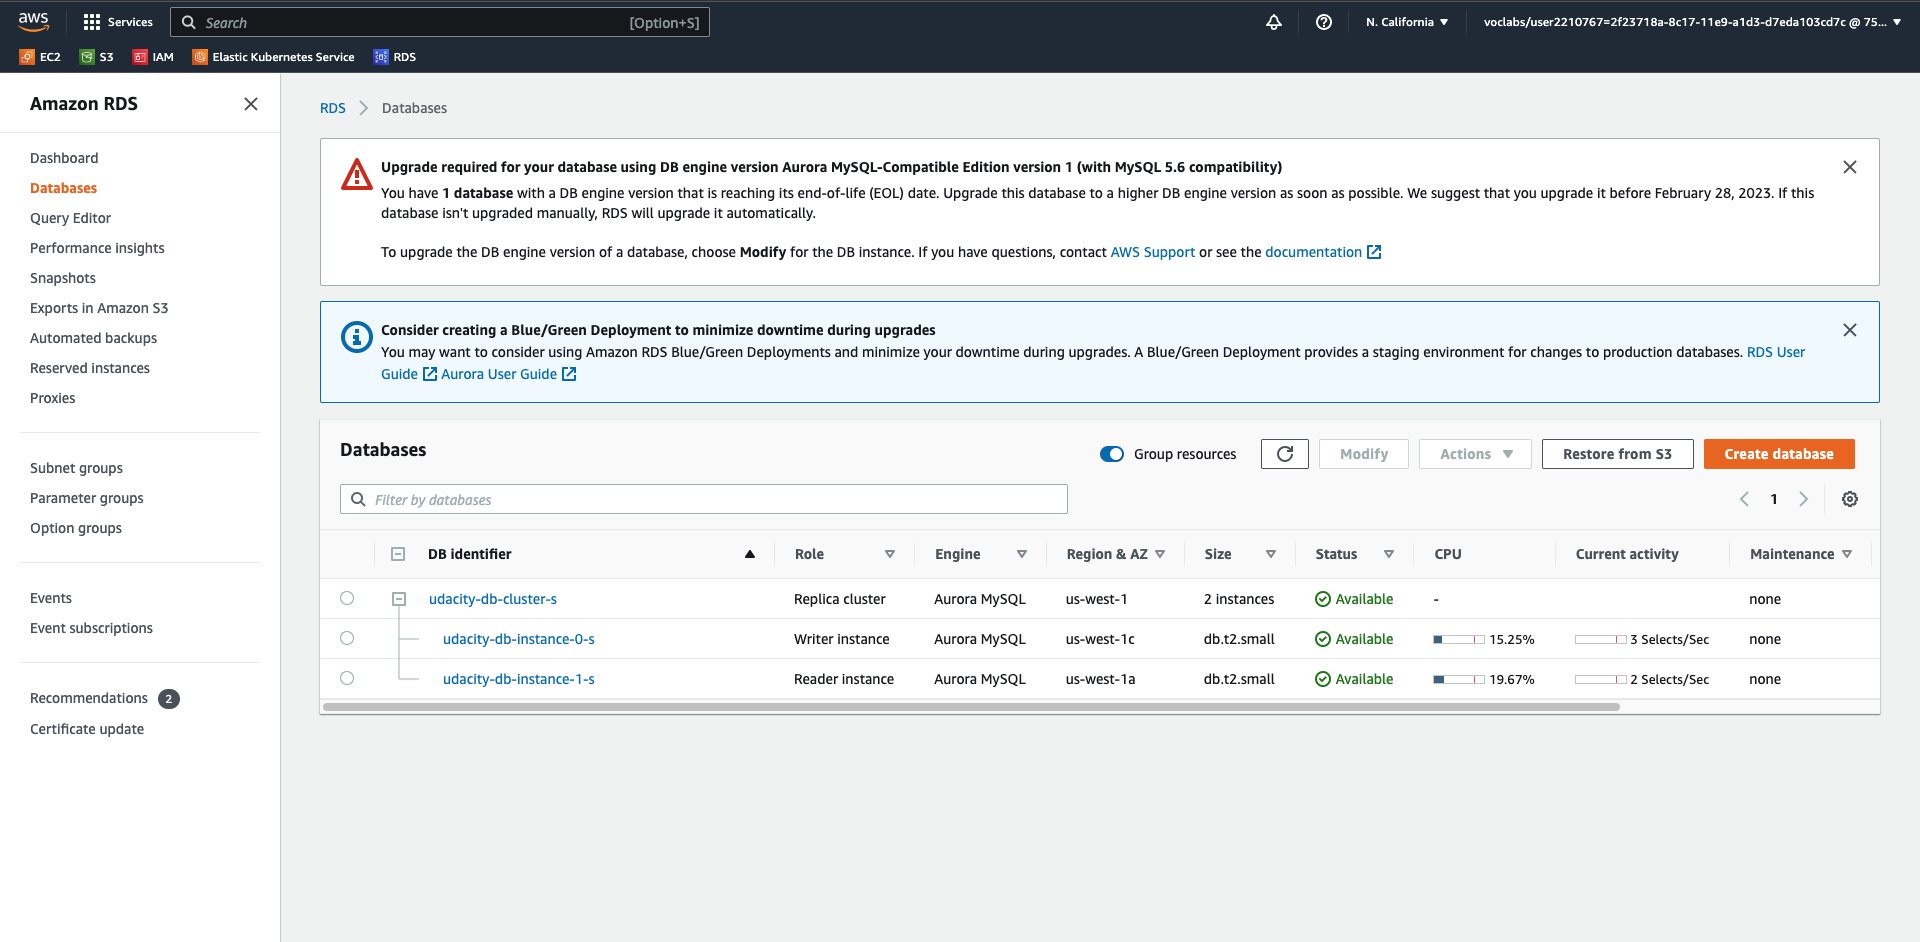 aws
Services
Search
[Option+S]
N. California
voclabs/user2210767=2f23718a-8c17-11e9-a1d3-d7eda103cd7c @ 75...
EC2
S3
IAM
Elastic Kubernetes Service
RDS
Amazon RDS
Dashboard
Databases
Query Editor
Performance insights
Snapshots
Exports in Amazon S3
Automated backups
Reserved instances
Proxies
Subnet groups
Parameter groups
Option groups
Events
Event subscriptions
Recommendations 2
Certificate update
RDS > Databases
Upgrade required for your database using DB engine version Aurora MySQL-Compatible Edition version 1 (with MySQL 5.6 compatibility)
You have 1 database with a DB engine version that is reaching its end-of-life (EOL) date. Upgrade this database to a higher DB engine version as soon as possible. We suggest that you upgrade it before February 28, 2023. If this
database isn't upgraded manually, RDS will upgrade it automatically.
To upgrade the DB engine version of a database, choose Modify for the DB instance. If you have questions, contact AWS Support or see the documentation
Consider creating a Blue/Green Deployment to minimize downtime during upgrades
You may want to consider using Amazon RDS Blue/Green Deployments and minimize your downtime during upgrades. A Blue/Green Deployment provides a staging environment for changes to production databases. RDS User
Guide Aurora User Guide
Databases
Group resources
Modify
Actions
Restore from S3
Create database
Filter by databases
1
DB identifier Role Engine Region & AZ Size Status CPU Current activity Maintenance
udacity-db-cluster-s Replica cluster Aurora MySQL us-west-1 2 instances Available - none
udacity-db-instance-0-s Writer instance Aurora MySQL us-west-1c db.t2.small Available 15.25% 3 Selects/Sec none
udacity-db-instance-1-s Reader instance Aurora MySQL us-west-1a db.t2.small Available 19.67% 2 Selects/Sec none